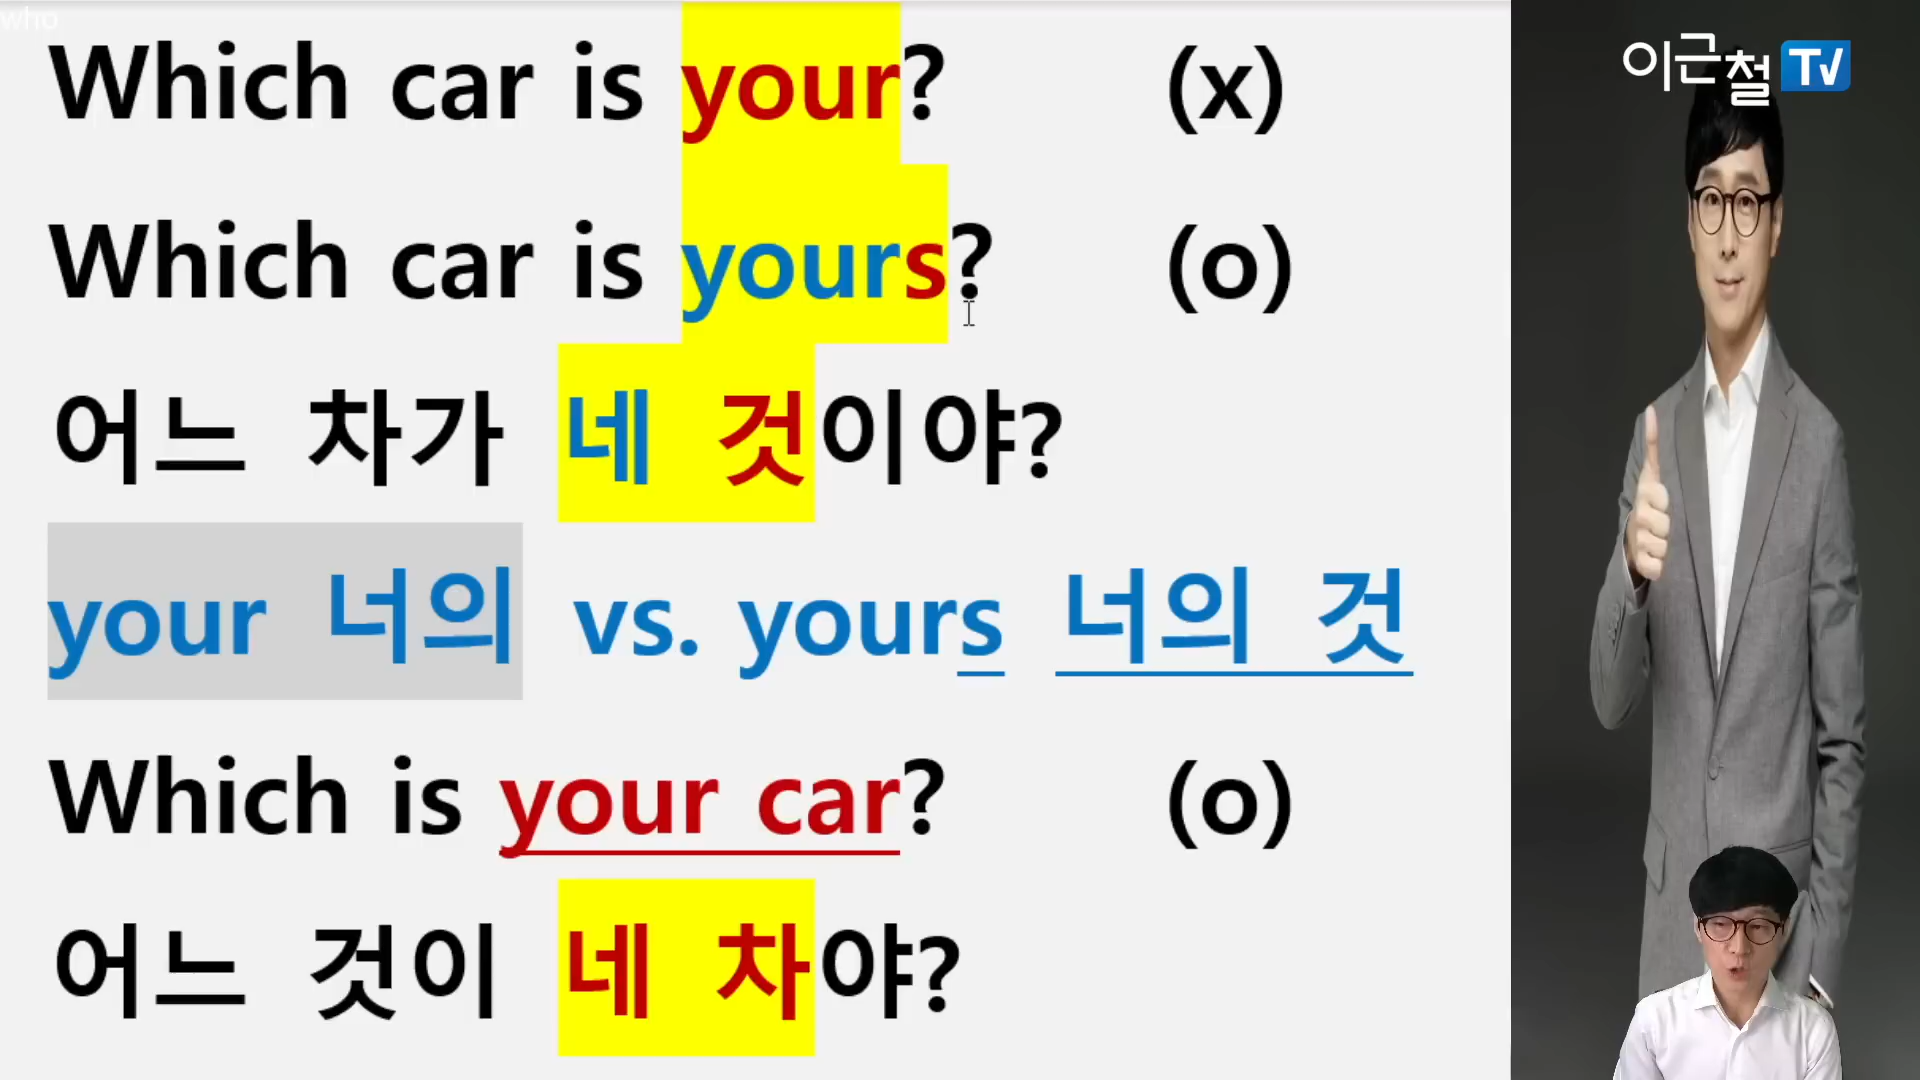 who
Which car is your? (x)
Which car is yours? (o)
어느 차가 네 것이야?
your 너의 vs. yours 너의 것
Which is your car? (o)
어느 것이 네 차야?
이근철 TV